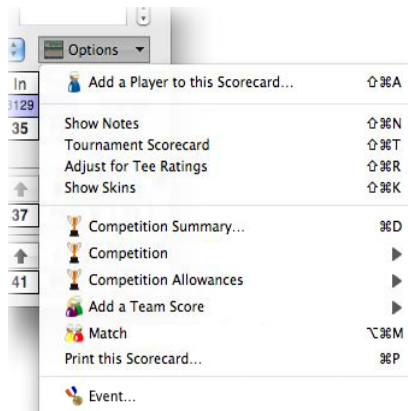 Options
In
3129
35
37
41
Add a Player to this Scorecard... ⇧⌘A
Show Notes ⇧⌘N
Tournament Scorecard ⇧⌘T
Adjust for Tee Ratings ⇧⌘R
Show Skins ⇧⌘K
Competition Summary... ⌘D
Competition ▶
Competition Allowances ▶
Add a Team Score ▶
Match ⌥⌘M
Print this Scorecard... ⌘P
Event...